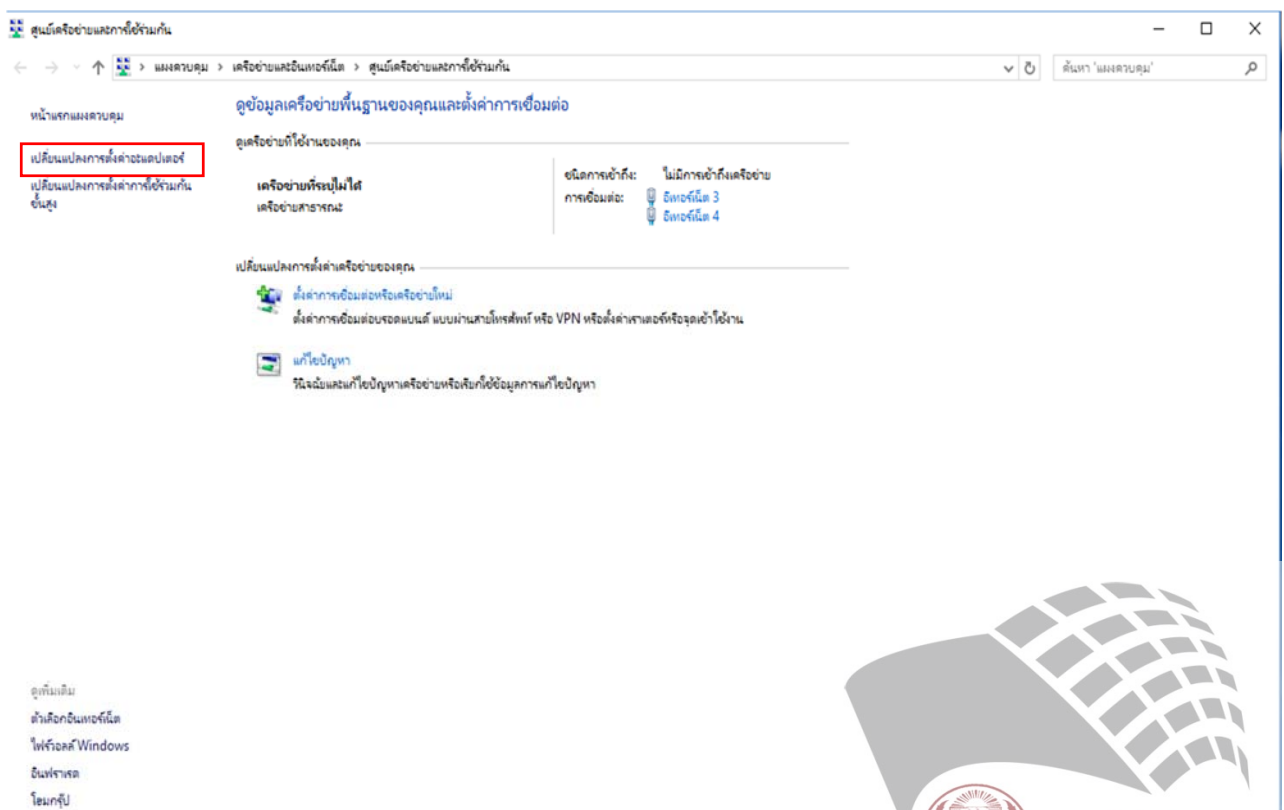 ศูนย์เครือข่ายและการใช้ร่วมกัน
แผงควบคุม > เครือข่ายและอินเทอร์เน็ต > ศูนย์เครือข่ายและการใช้ร่วมกัน
ค้นหา 'แผงควบคุม'
หน้าแรกแผงควบคุม
เปลี่ยนแปลงการตั้งค่าอะแดปเตอร์
เปลี่ยนแปลงการตั้งค่าการใช้ร่วมกัน
ขั้นสูง
ดูข้อมูลเครือข่ายพื้นฐานของคุณและตั้งค่าการเชื่อมต่อ
ดูเครือข่ายที่ใช้งานของคุณ
เครือข่ายที่ระบุไม่ได้
เครือข่ายสาธารณะ
ชนิดการเข้าถึง: ไม่มีการเข้าถึงเครือข่าย
การเชื่อมต่อ: อีเทอร์เน็ต 3
อีเทอร์เน็ต 4
เปลี่ยนแปลงการตั้งค่าเครือข่ายของคุณ
ตั้งค่าการเชื่อมต่อหรือเครือข่ายใหม่
ตั้งค่าการเชื่อมต่อบรอดแบนด์ แบบผ่านสายโทรศัพท์ หรือ VPN หรือตั้งค่าเราเตอร์หรือจุดเข้าใช้งาน
แก้ไขปัญหา
วินิจฉัยและแก้ไขปัญหาเครือข่ายหรือเรียกใช้ข้อมูลการแก้ไขปัญหา
ดูเพิ่มเติม
ตัวเลือกอินเทอร์เน็ต
ไฟร์วอลล์ Windows
อินฟราเรด
โฮมกรุ๊ป